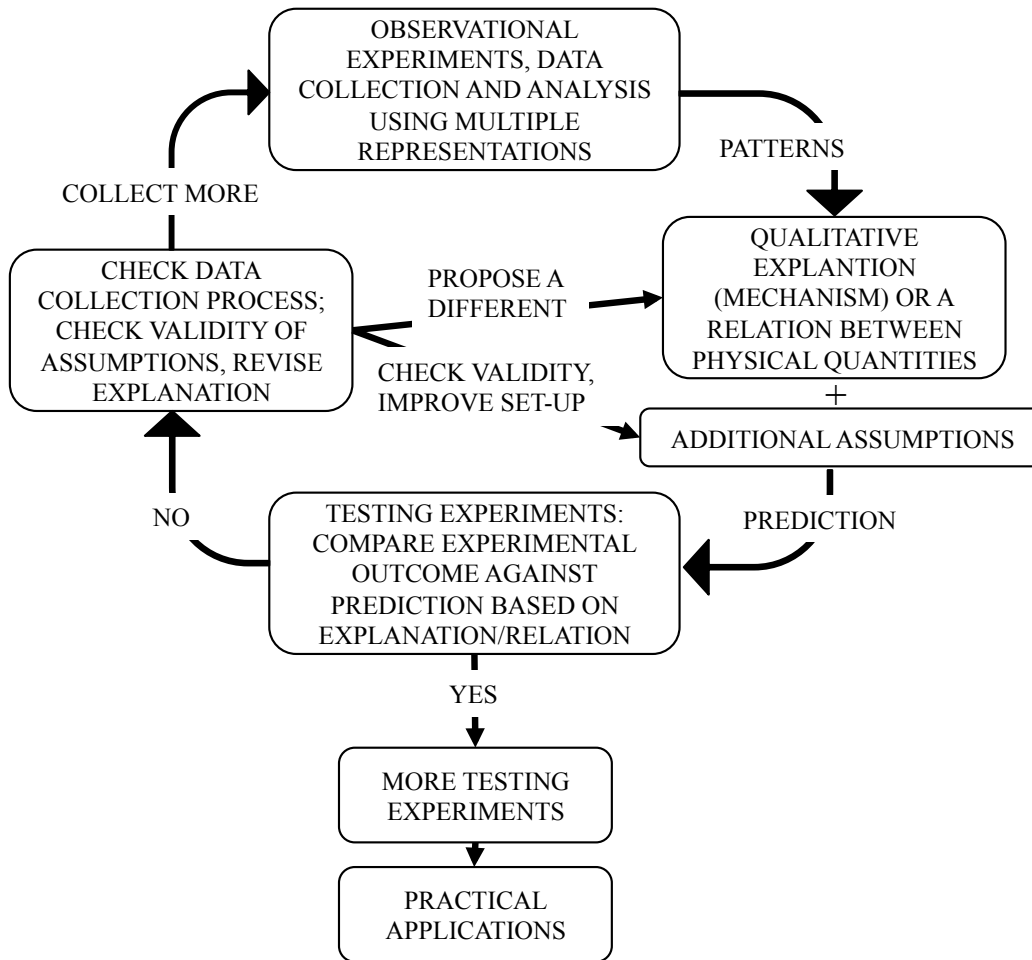 OBSERVATIONAL
EXPERIMENTS, DATA
COLLECTION AND ANALYSIS
USING MULTIPLE
REPRESENTATIONS
PATTERNS
COLLECT MORE
QUALITATIVE
EXPLANTION
(MECHANISM) OR A
RELATION BETWEEN
PHYSICAL QUANTITIES
+
ADDITIONAL ASSUMPTIONS
CHECK DATA
COLLECTION PROCESS;
CHECK VALIDITY OF
ASSUMPTIONS, REVISE
EXPLANATION
PROPOSE A
DIFFERENT
CHECK VALIDITY,
IMPROVE SET-UP
NO
TESTING EXPERIMENTS:
COMPARE EXPERIMENTAL
OUTCOME AGAINST
PREDICTION BASED ON
EXPLANATION/RELATION
PREDICTION
YES
MORE TESTING
EXPERIMENTS
PRACTICAL
APPLICATIONS